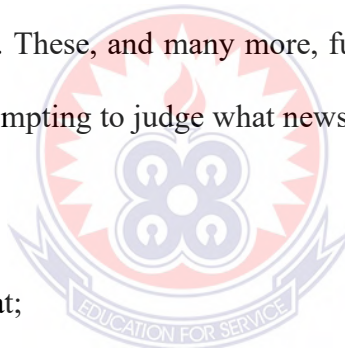 . These, and many more, fu
mpting to judge what news
at;
EDUCATION FOR SERVICE